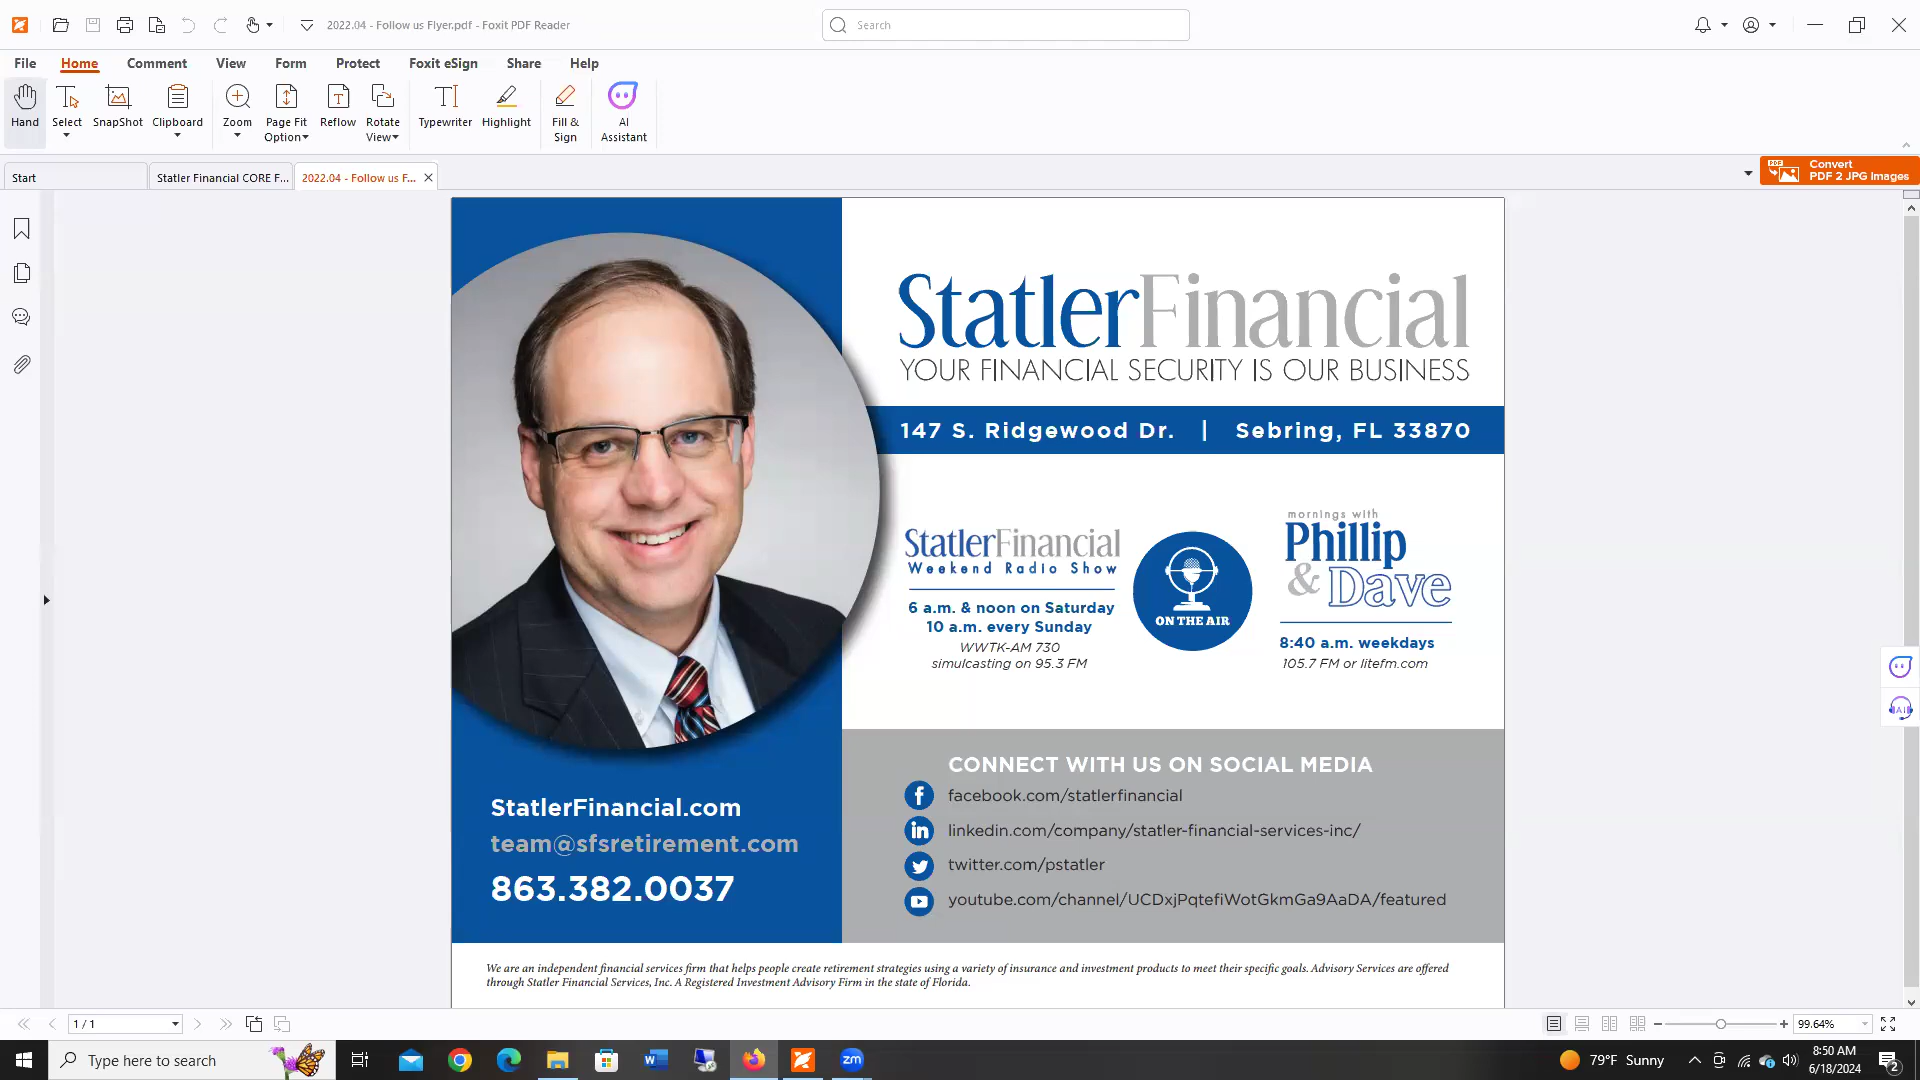 2022.04 - Follow us Flyer.pdf - Foxit PDF Reader
Search
File Home Comment View Form Protect Foxit eSign Share Help
Hand Select SnapShot Clipboard Zoom Page Fit Option Reflow Rotate View Typewriter Highlight Fill & Sign AI Assistant
Start
Statler Financial CORE F...
2022.04 - Follow us F...
PDF
Convert
PDF 2 JPG Images
StatlerFinancial
YOUR FINANCIAL SECURITY IS OUR BUSINESS
147 S. Ridgewood Dr. | Sebring, FL 33870
StatlerFinancial
Weekend Radio Show
6 a.m. & noon on Saturday
10 a.m. every Sunday
WWTK-AM 730
simulcasting on 95.3 FM
ON THE AIR
mornings with
Phillip
& Dave
8:40 a.m. weekdays
105.7 FM or litefm.com
StatlerFinancial.com
team@sfsretirement.com
863.382.0037
CONNECT WITH US ON SOCIAL MEDIA
facebook.com/statlerfinancial
linkedin.com/company/statler-financial-services-inc/
twitter.com/pstatler
youtube.com/channel/UCDxjPqtefiWotGkmGa9AaDA/featured
We are an independent financial services firm that helps people create retirement strategies using a variety of insurance and investment products to meet their specific goals. Advisory Services are offered
through Statler Financial Services, Inc. A Registered Investment Advisory Firm in the state of Florida.
AI
1 / 1
99.64%
Type here to search
zm
79°F Sunny
8:50 AM
6/18/2024
2